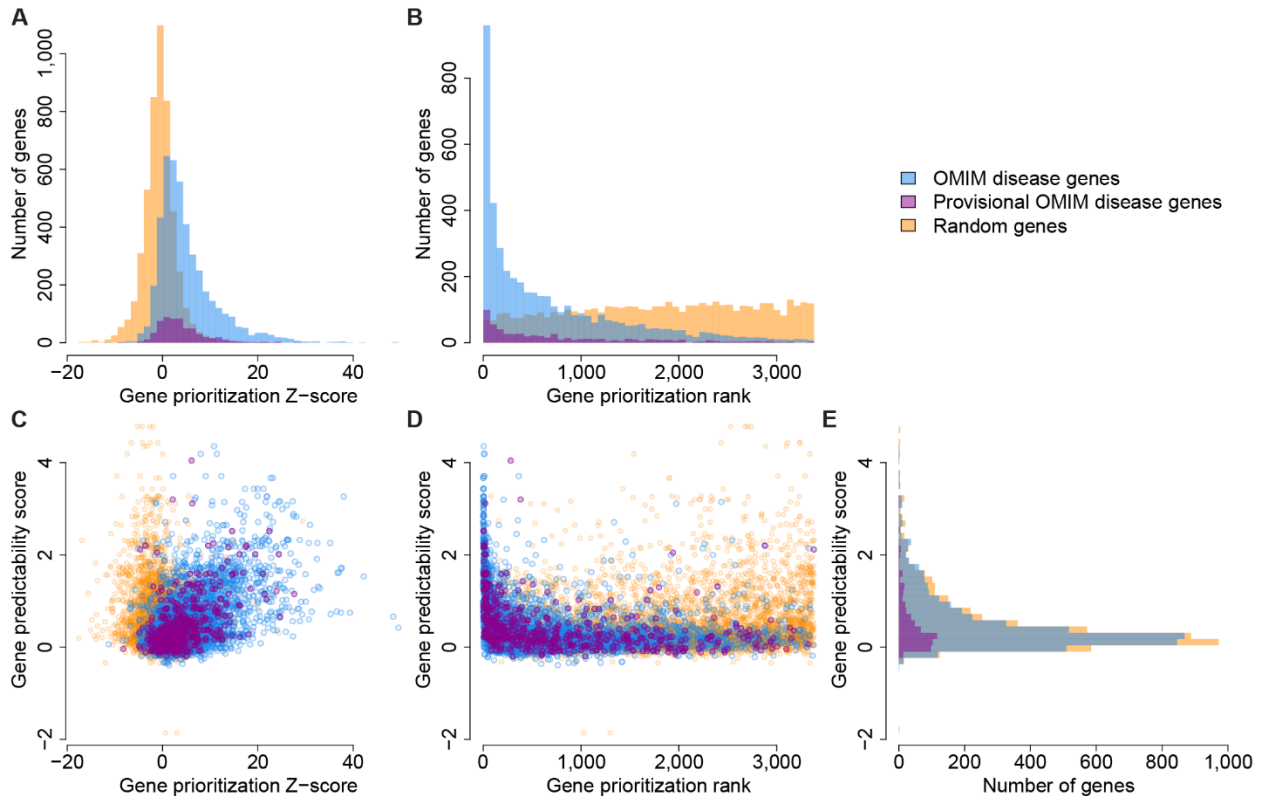 A
Number of genes
1,000
800
600
400
200
0
−20
0
20
40
Gene prioritization Z−score
B
Number of genes
800
600
400
200
0
0
1,000
2,000
3,000
Gene prioritization rank
OMIM disease genes
Provisional OMIM disease genes
Random genes
C
Gene predictability score
4
2
0
−2
−20
0
20
40
Gene prioritization Z−score
D
Gene predictability score
4
2
0
−2
0
1,000
2,000
3,000
Gene prioritization rank
E
Gene predictability score
4
2
0
−2
0
200
400
600
800
1,000
Number of genes